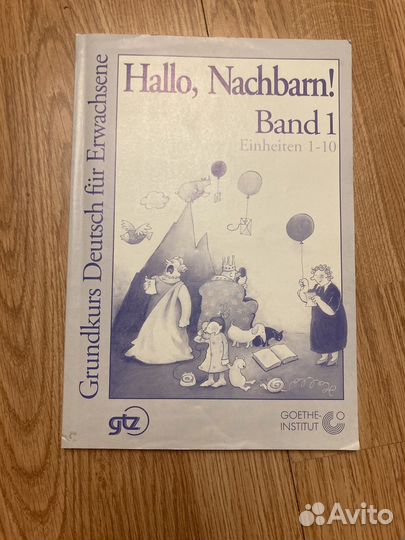 Grundkurs Deutsch für Erwachsene
Hallo, Nachbarn!
Band 1
Einheiten 1-10
gtz
GOETHE-
INSTITUT
Avito